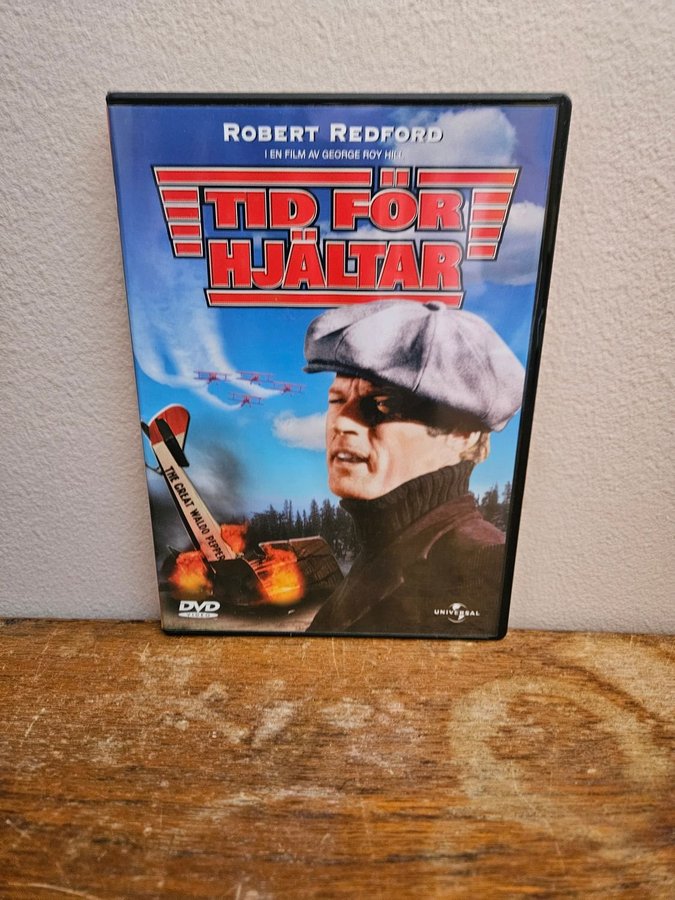 ROBERT REDFORD
I EN FILM AV GEORGE ROY HILL
TID FÖR
HJÄLTAR
THE GREAT WALDO PEPPER
DVD
VIDEO
UNIVERSAL